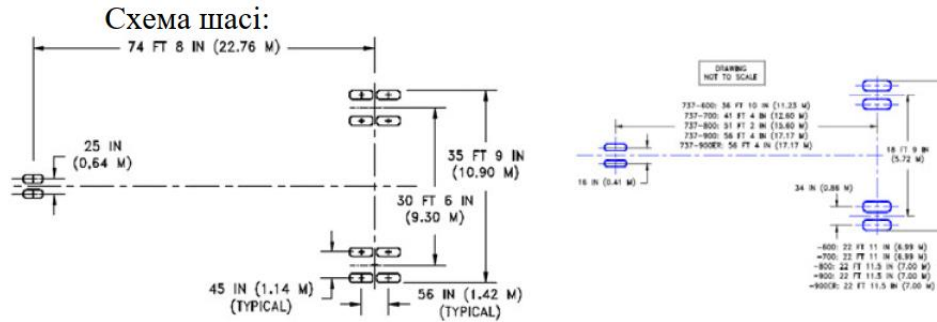 Схема шасі:
74 FT 8 IN (22.76 M)
25 IN
(0,64 M)
35 FT 9 IN
(10.90 M)
30 FT 6 IN
(9.30 M)
45 IN (1.14 M)
(TYPICAL)
56 IN (1.42 M)
(TYPICAL)
DRAWING
NOT TO SCALE
737-600: 36 FT 10 IN (11.23 M)
737-700: 41 FT 4 IN (12.60 M)
737-800: 51 FT 2 IN (15.60 M)
737-900: 56 FT 4 IN (17.17 M)
737-900ER: 56 FT 4 IN (17.17 M)
18 FT 9 IN
(5.72 M)
16 IN (0.41 M)
34 IN (0.86 M)
-600: 22 FT 11 IN (6.99 M)
-700: 22 FT 11 IN (6.99 M)
-800: 22 FT 11.5 IN (7.00 M)
-900: 22 FT 11.5 IN (7.00 M)
-900ER: 22 FT 11.5 IN (7.00 M)